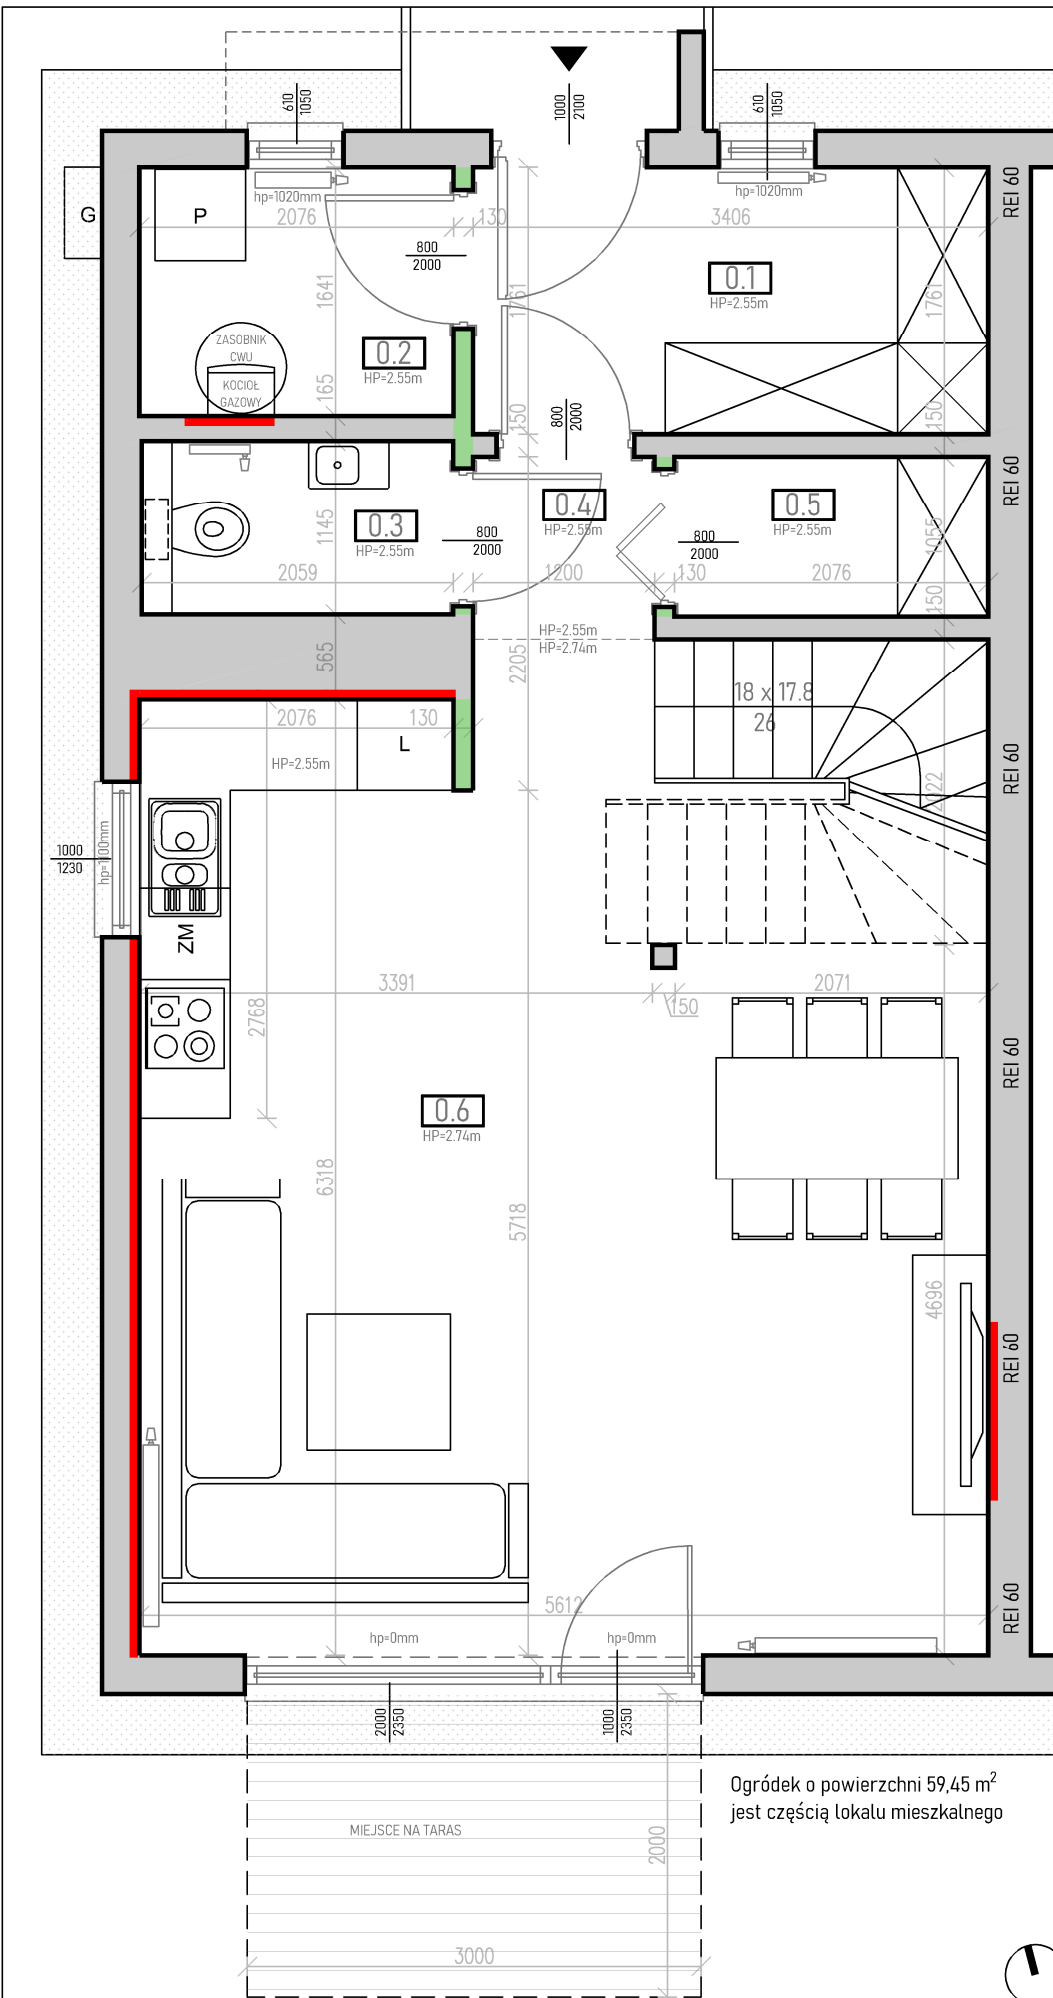 610
1050
1000
2100
610
1050
hp=1020mm
hp=1020mm
REI 60
G
P
2076
130
3406
800
2000
0.1
HP=2.55m
1641
1761
1761
ZASOBNIK
CWU
KOCIOŁ
GAZOWY
0.2
HP=2.55m
165
150
800
2000
150
REI 60
0.3
HP=2.55m
0.4
HP=2.55m
0.5
HP=2.55m
1145
800
2000
800
2000
1055
2059
1200
130
2076
150
HP=2.55m
HP=2.74m
565
2205
18 x 17.8
26
2076
130
L
HP=2.55m
REI 60
2022
1000
1230
hp=1100mm
ZM
3391
2071
150
2768
REI 60
0.6
HP=2.74m
6318
5718
4696
REI 60
5612
REI 60
hp=0mm
hp=0mm
2000
2350
1000
2350
Ogródek o powierzchni 59,45 m²
jest częścią lokalu mieszkalnego
MIEJSCE NA TARAS
2000
3000